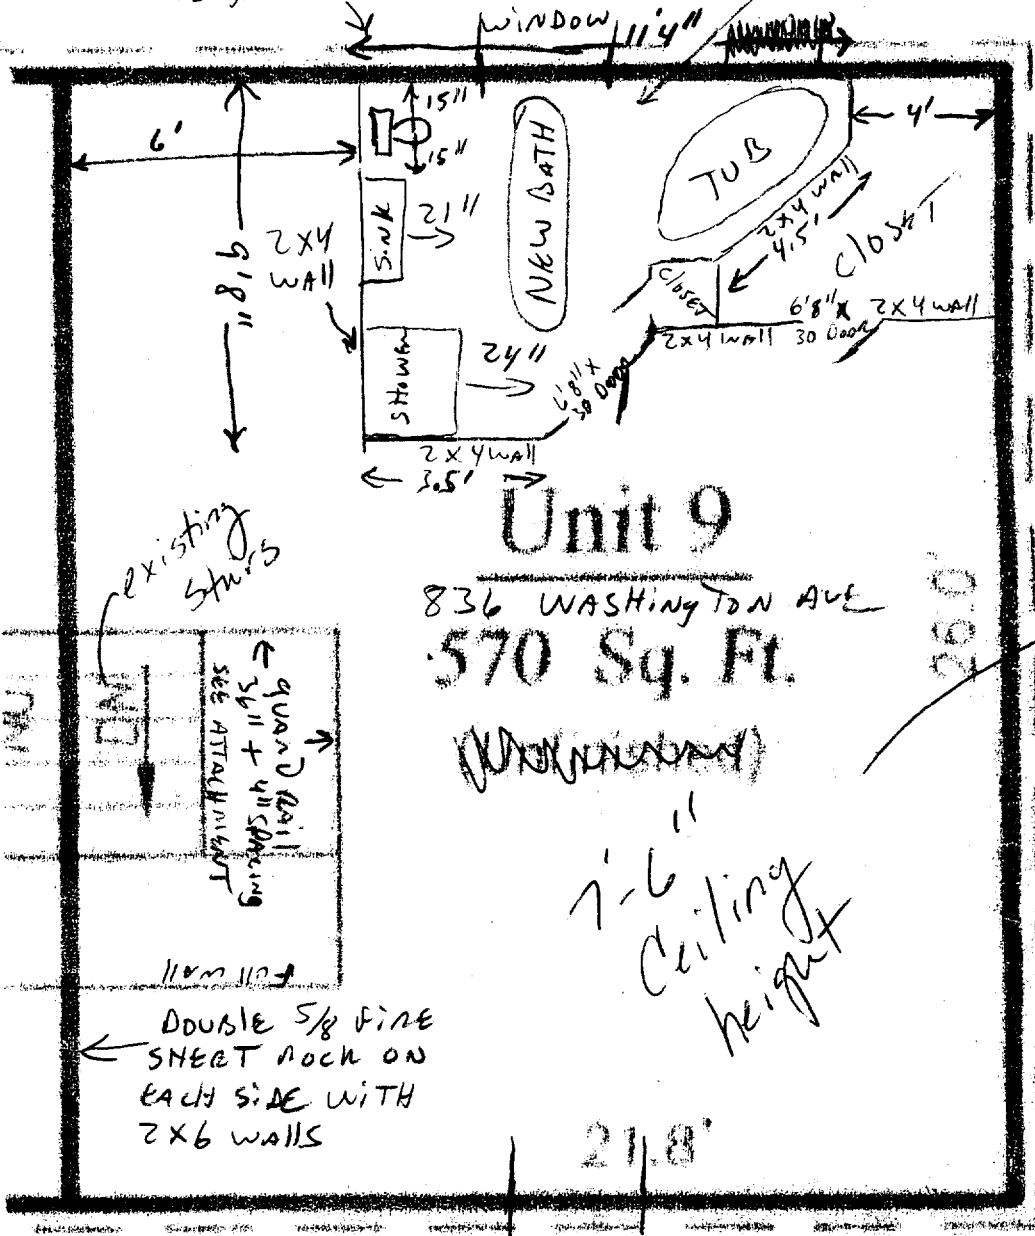 WINDOW 11'4"
6'
15"
15"
4'
9'8"
2X4
WAll
SiNK
21"
NEW BATH
TUB
2X4 WAll
4.5'
Closet
Closet
6'8"X
30 Door
2X4 WAll
2X4 WAll
SHOWER
24"
6'8"X
30 Door
2X4 WAll
3.5'
existing
stairs
Unit 9
836 WASHINgTON AVE
570 Sq. Ft.
26.0'
DN
guard Rail
36" + 4" SPACiNG
SEE ATTACHMENT
7'-6"
Ceiling
height
Full wall
DOUBlE 5/8 FiRE
SHEET ROCK ON
EACH SiDE WiTH
2X6 WAllS
21.8'